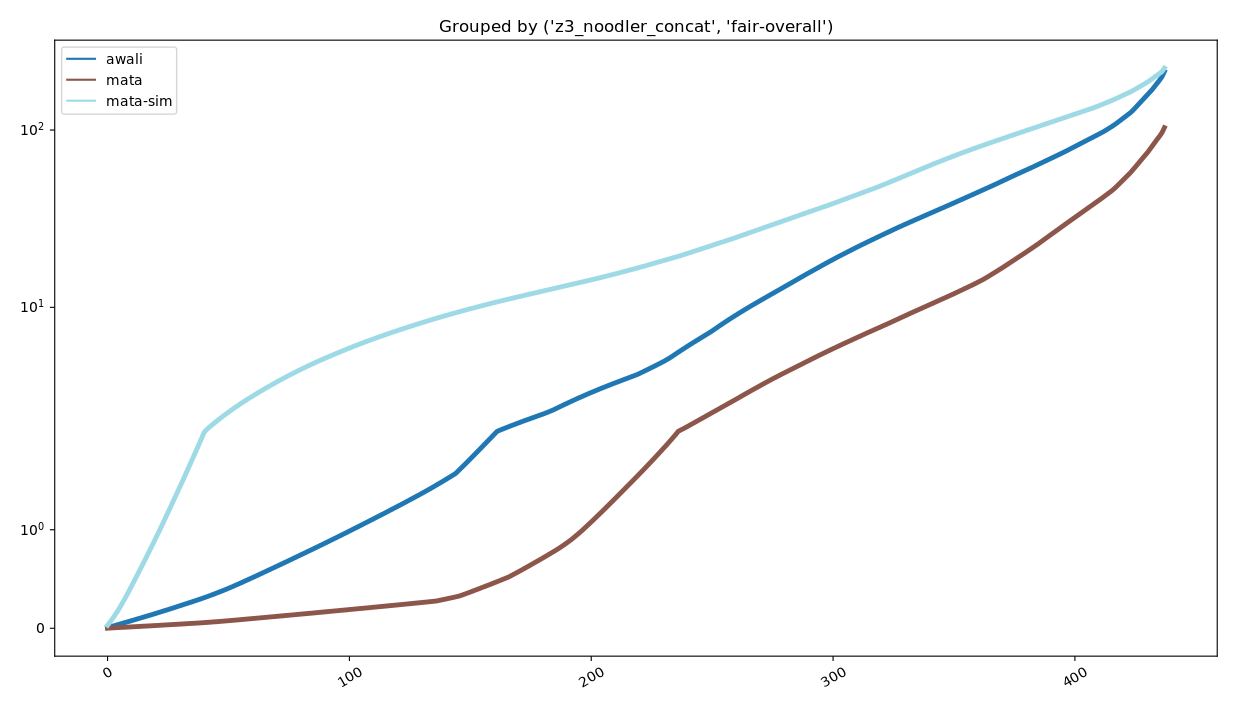 Grouped by ('z3_noodler_concat', 'fair-overall')
awali
mata
mata-sim
10²
10¹
10⁰
0
0
100
200
300
400